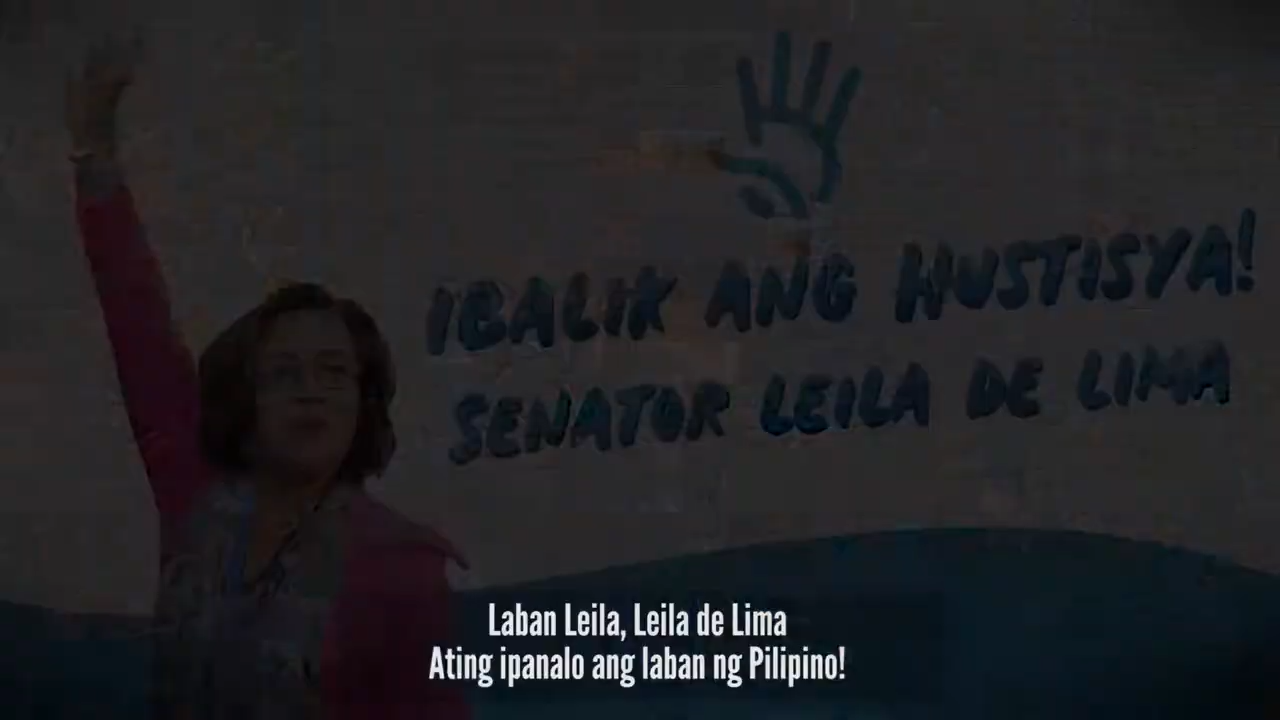 IBALIK ANG HUSTISYA!
SENATOR LEILA DE LIMA
Laban Leila, Leila de Lima
Ating ipanalo ang laban ng Pilipino!